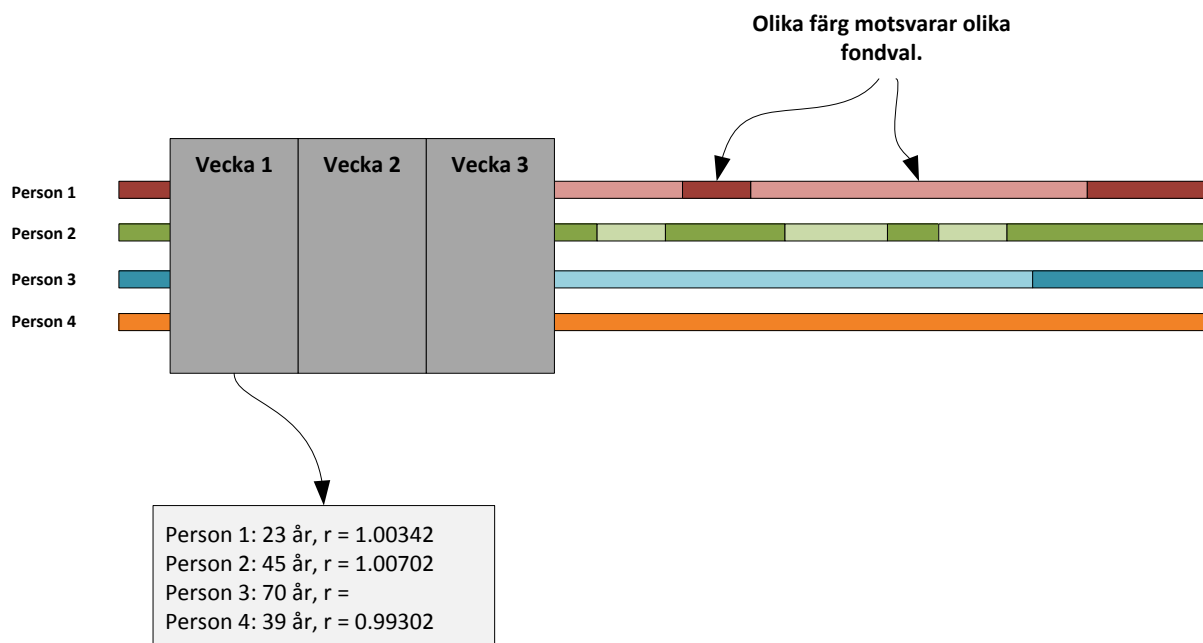 Olika färg motsvarar olika
fondval.
Vecka 1
Vecka 2
Vecka 3
Person 1
Person 2
Person 3
Person 4
Person 1: 23 år, r = 1.00342
Person 2: 45 år, r = 1.00702
Person 3: 70 år, r =
Person 4: 39 år, r = 0.99302